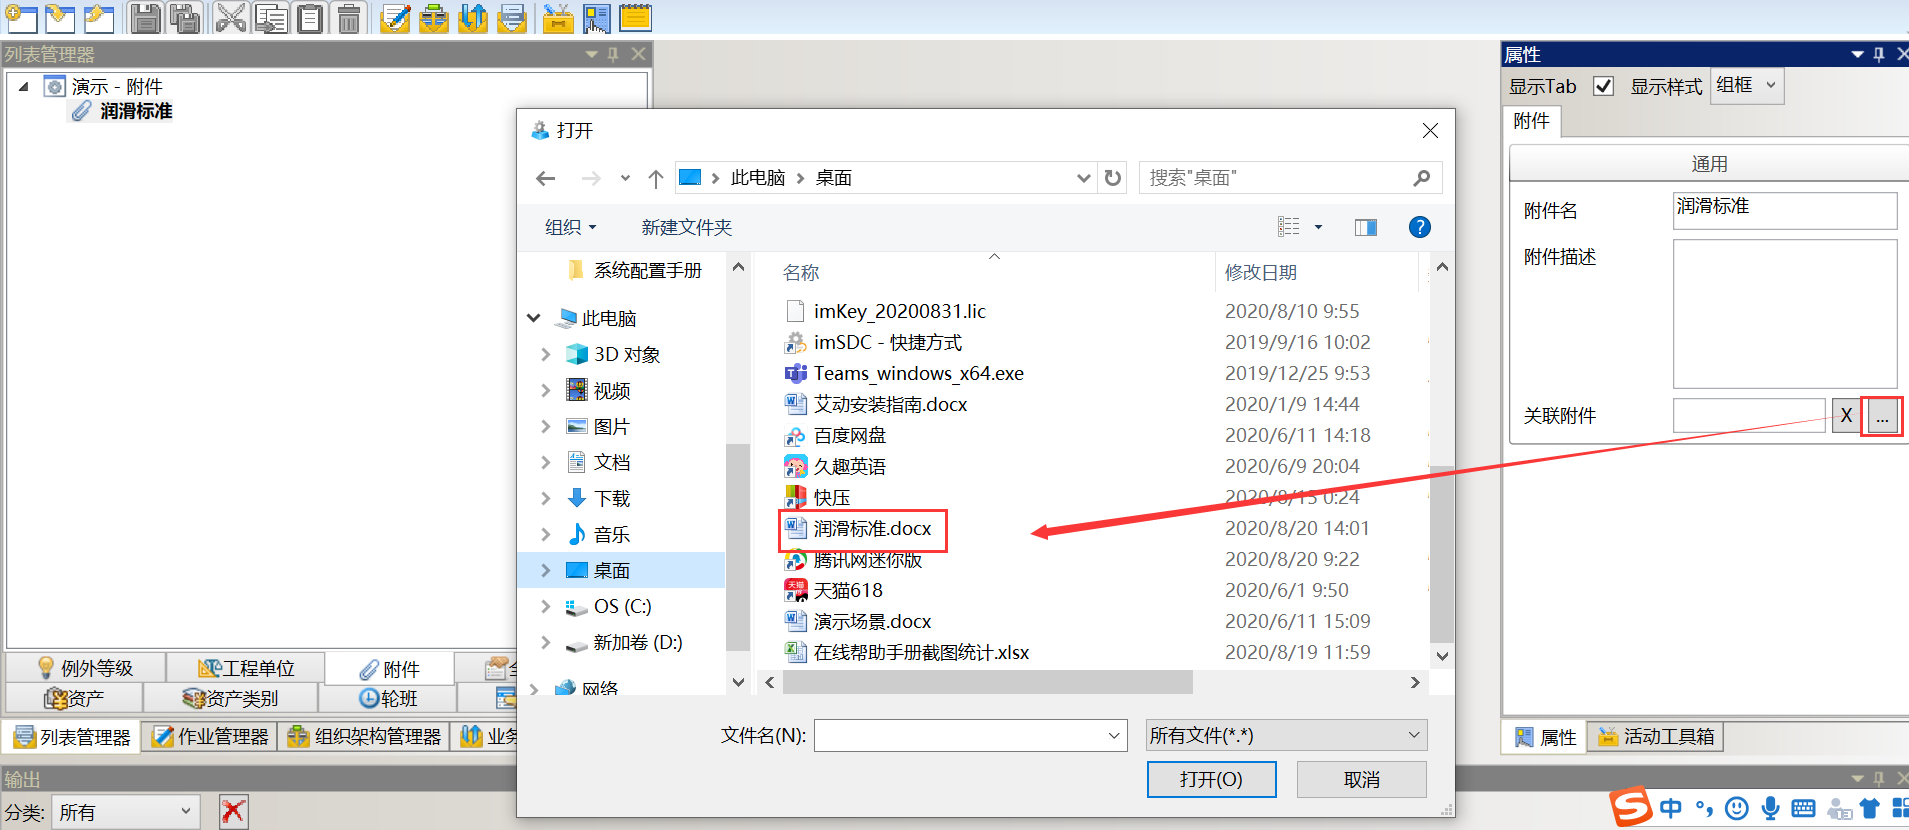 列表管理器
演示 - 附件
润滑标准
打开
此电脑
桌面
搜索"桌面"
组织
新建文件夹
系统配置手册
此电脑
3D 对象
视频
图片
文档
下载
音乐
桌面
OS (C:)
新加卷 (D:)
网络
名称
修改日期
imKey_20200831.lic
2020/8/10 9:55
imSDC - 快捷方式
2019/9/16 10:02
Teams_windows_x64.exe
2019/12/25 9:53
艾动安装指南.docx
2020/1/9 14:44
百度网盘
2020/6/11 14:18
久趣英语
2020/6/9 20:04
快压
2020/8/13 0:24
润滑标准.docx
2020/8/20 14:01
腾讯网迷你版
2020/8/20 9:22
天猫618
2020/6/1 9:50
演示场景.docx
2020/6/11 15:09
在线帮助手册截图统计.xlsx
2020/8/19 11:59
文件名(N):
所有文件(*.*)
打开(O)
取消
属性
显示Tab
显示样式
组框
附件
通用
附件名
润滑标准
附件描述
关联附件
X
...
属性
活动工具箱
例外等级
工程单位
附件
资产
资产类别
轮班
列表管理器
作业管理器
组织架构管理器
业务
输出
分类:
所有
中